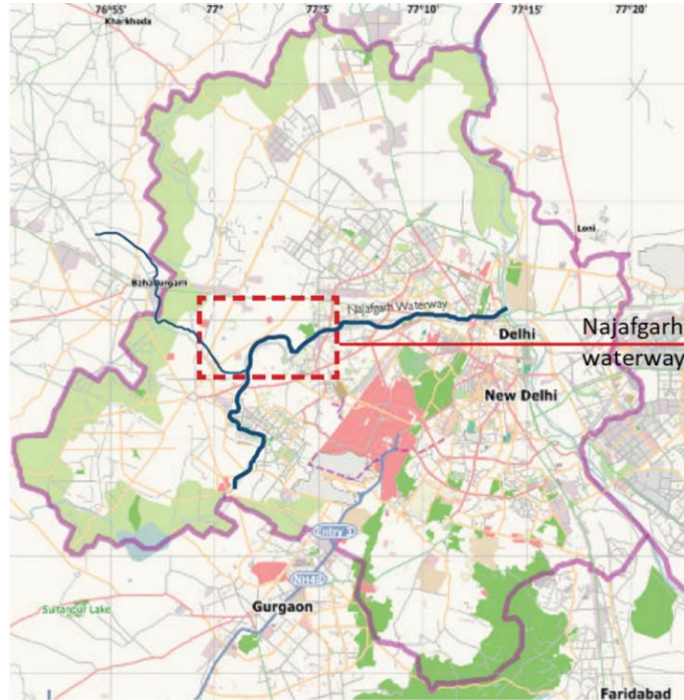 76°55'
77°
77°5'
77°10'
77°15'
77°20'
Kharkhoda
Loni
Bahadurgarh
Najafgarh Waterway
Delhi
Najafgarh
waterway
New Delhi
Entry 3
NH48
Gurgaon
Sultanpur Lake
Faridabad